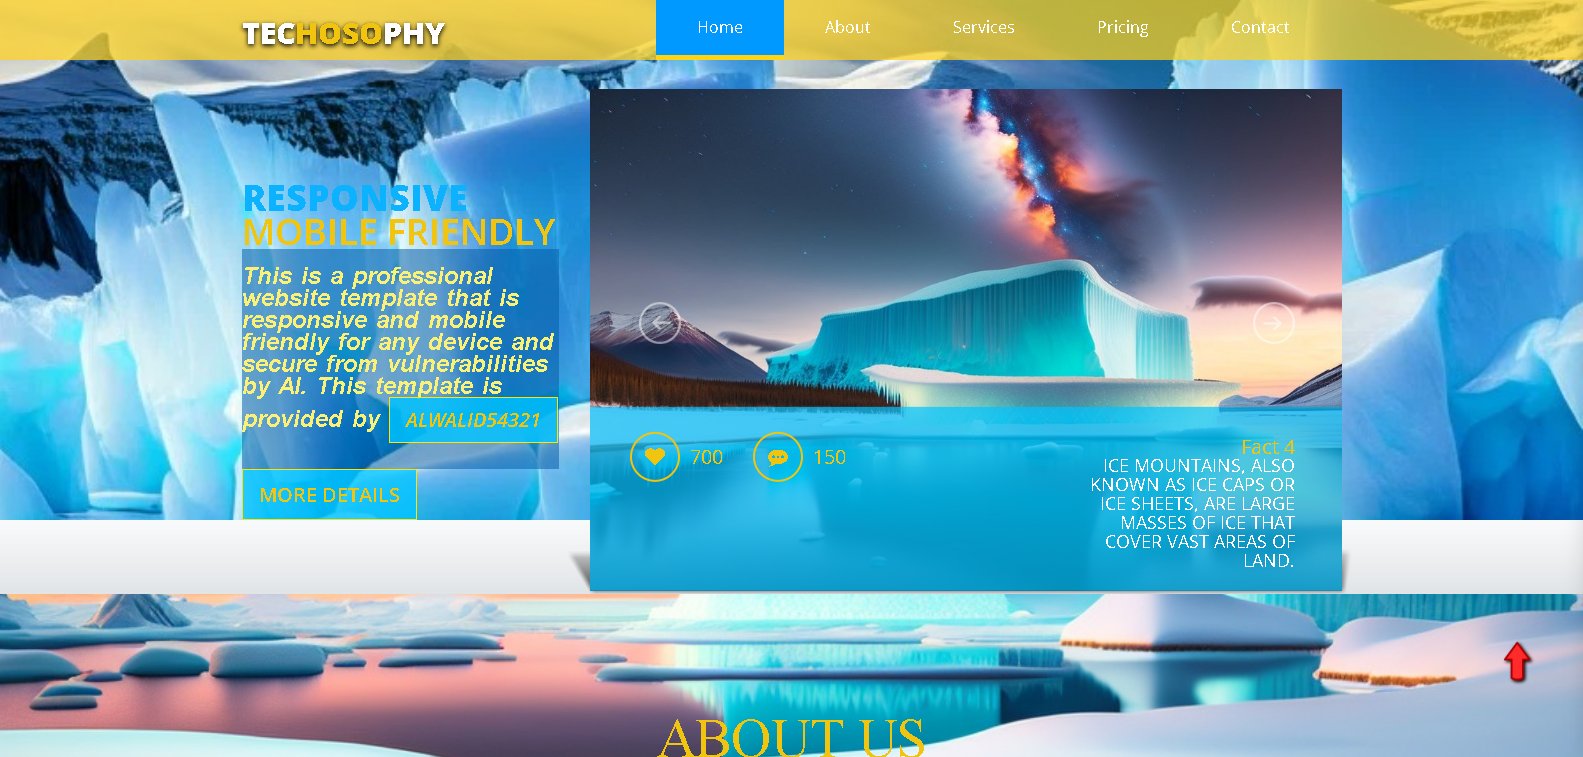 TECHOSOPHY
Home
About
Services
Pricing
Contact
RESPONSIVE
MOBILE FRIENDLY
This is a professional
website template that is
responsive and mobile
friendly for any device and
secure from vulnerabilities
by AI. This template is
provided by ALWALID54321
MORE DETAILS
700
150
Fact 4
ICE MOUNTAINS, ALSO
KNOWN AS ICE CAPS OR
ICE SHEETS, ARE LARGE
MASSES OF ICE THAT
COVER VAST AREAS OF
LAND.
ABOUT US